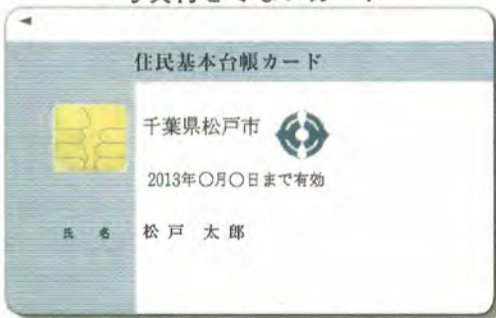 住民基本台帳カード
千葉県松戸市
2013年〇月〇日まで有効
氏 名 松 戸 太 郎